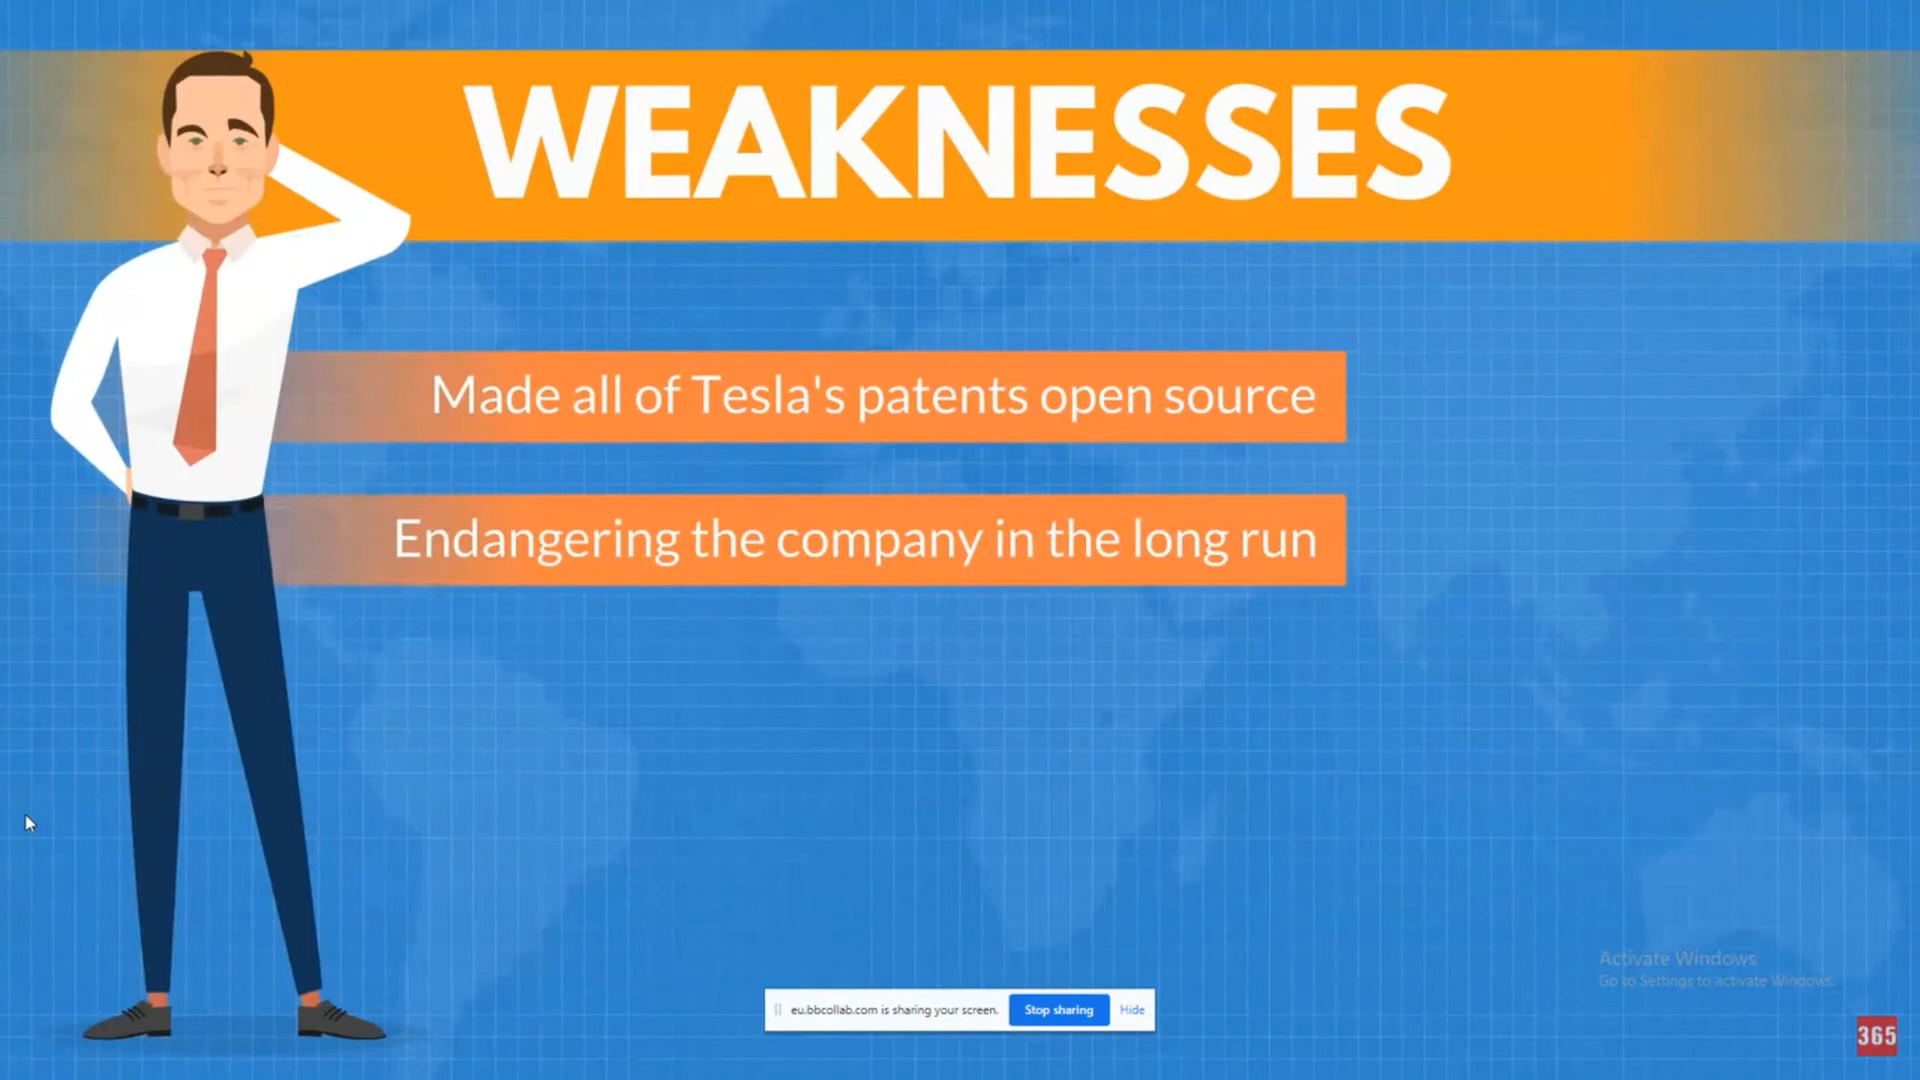 WEAKNESSES
Made all of Tesla's patents open source
Endangering the company in the long run
Activate Windows
Go to Settings to activate Windows.
eu.bbcollab.com is sharing your screen.
Stop sharing
Hide
365